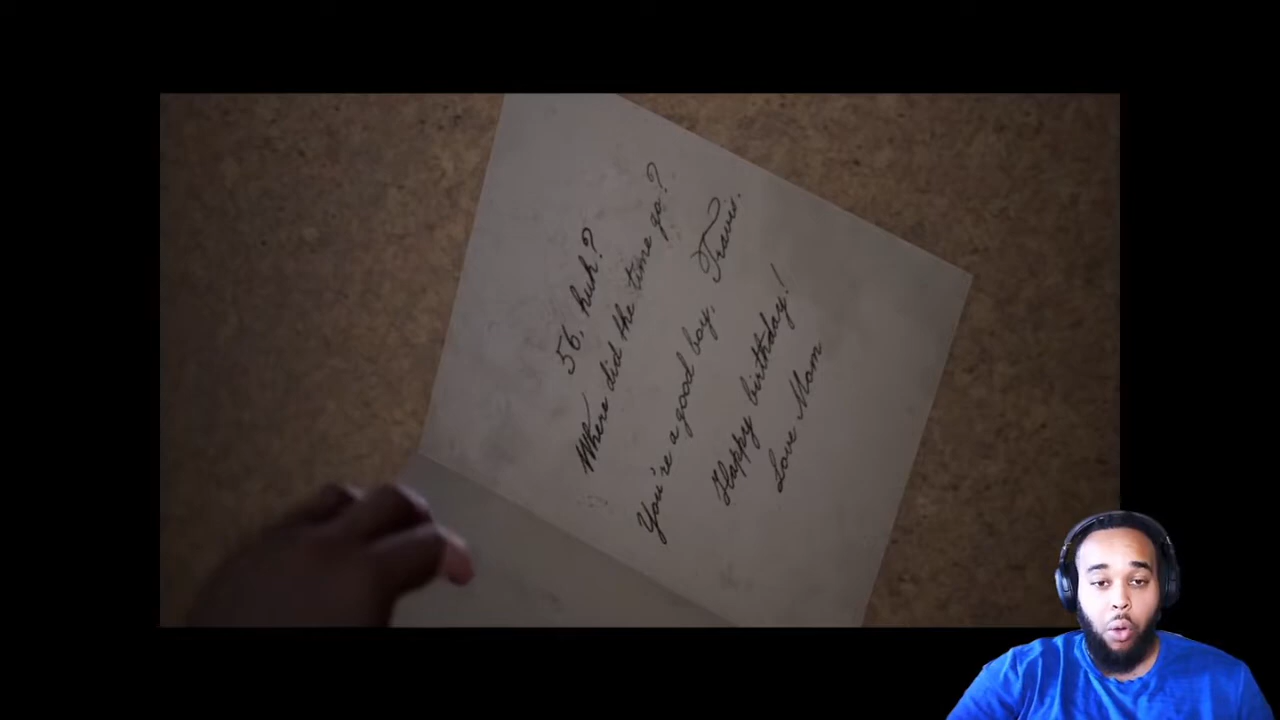 56, huh?
Where did the time go?
You're a good boy, Travis.
Happy birthday!
Love Mom